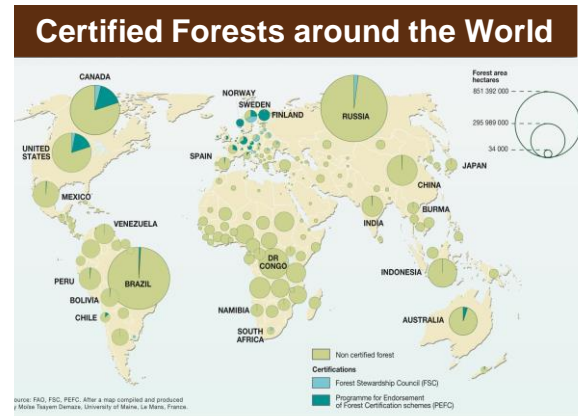 Certified Forests around the World
CANADA
NORWAY
SWEDEN
FINLAND
RUSSIA
Forest area
hectares
851 392 000
295 989 000
34 000
UNITED
STATES
SPAIN
JAPAN
CHINA
MEXICO
INDIA
BURMA
VENEZUELA
DR
CONGO
INDONESIA
PERU
BRAZIL
BOLIVIA
CHILE
NAMIBIA
SOUTH
AFRICA
AUSTRALIA
Non certified forest
Certifications
Forest Stewardship Council (FSC)
Programme for Endorsement
of Forest Certification schemes (PEFC)
ource: FAO, FSC, PEFC. After a map compiled and produced
y Moïse Tsayem Demaze, University of Maine, Le Mans, France.